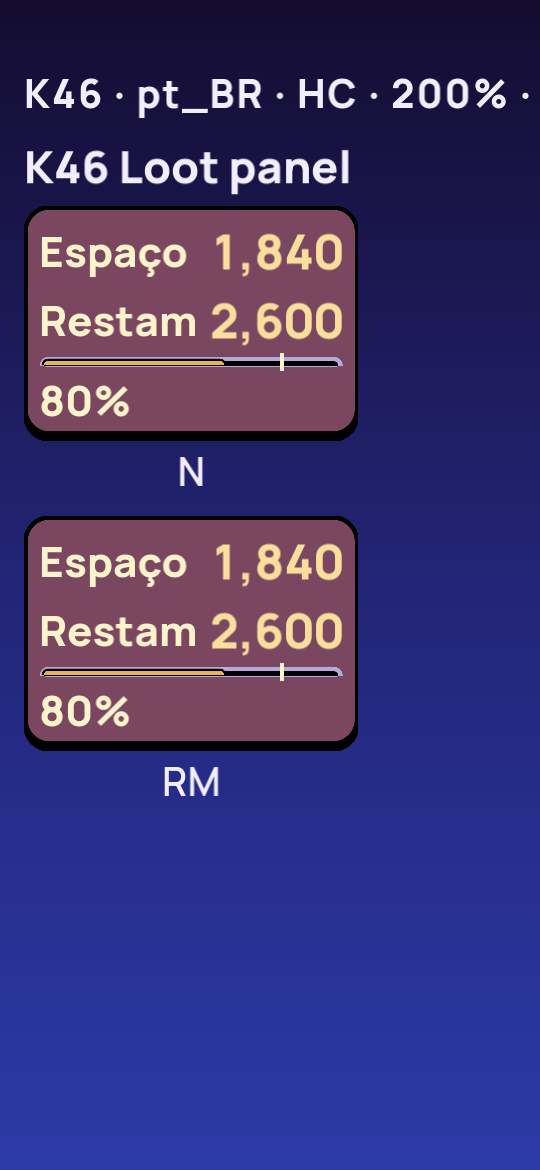 K46 · pt_BR · HC · 200% ·
K46 Loot panel
Espaço 1,840
Restam 2,600
80%
N
Espaço 1,840
Restam 2,600
80%
RM